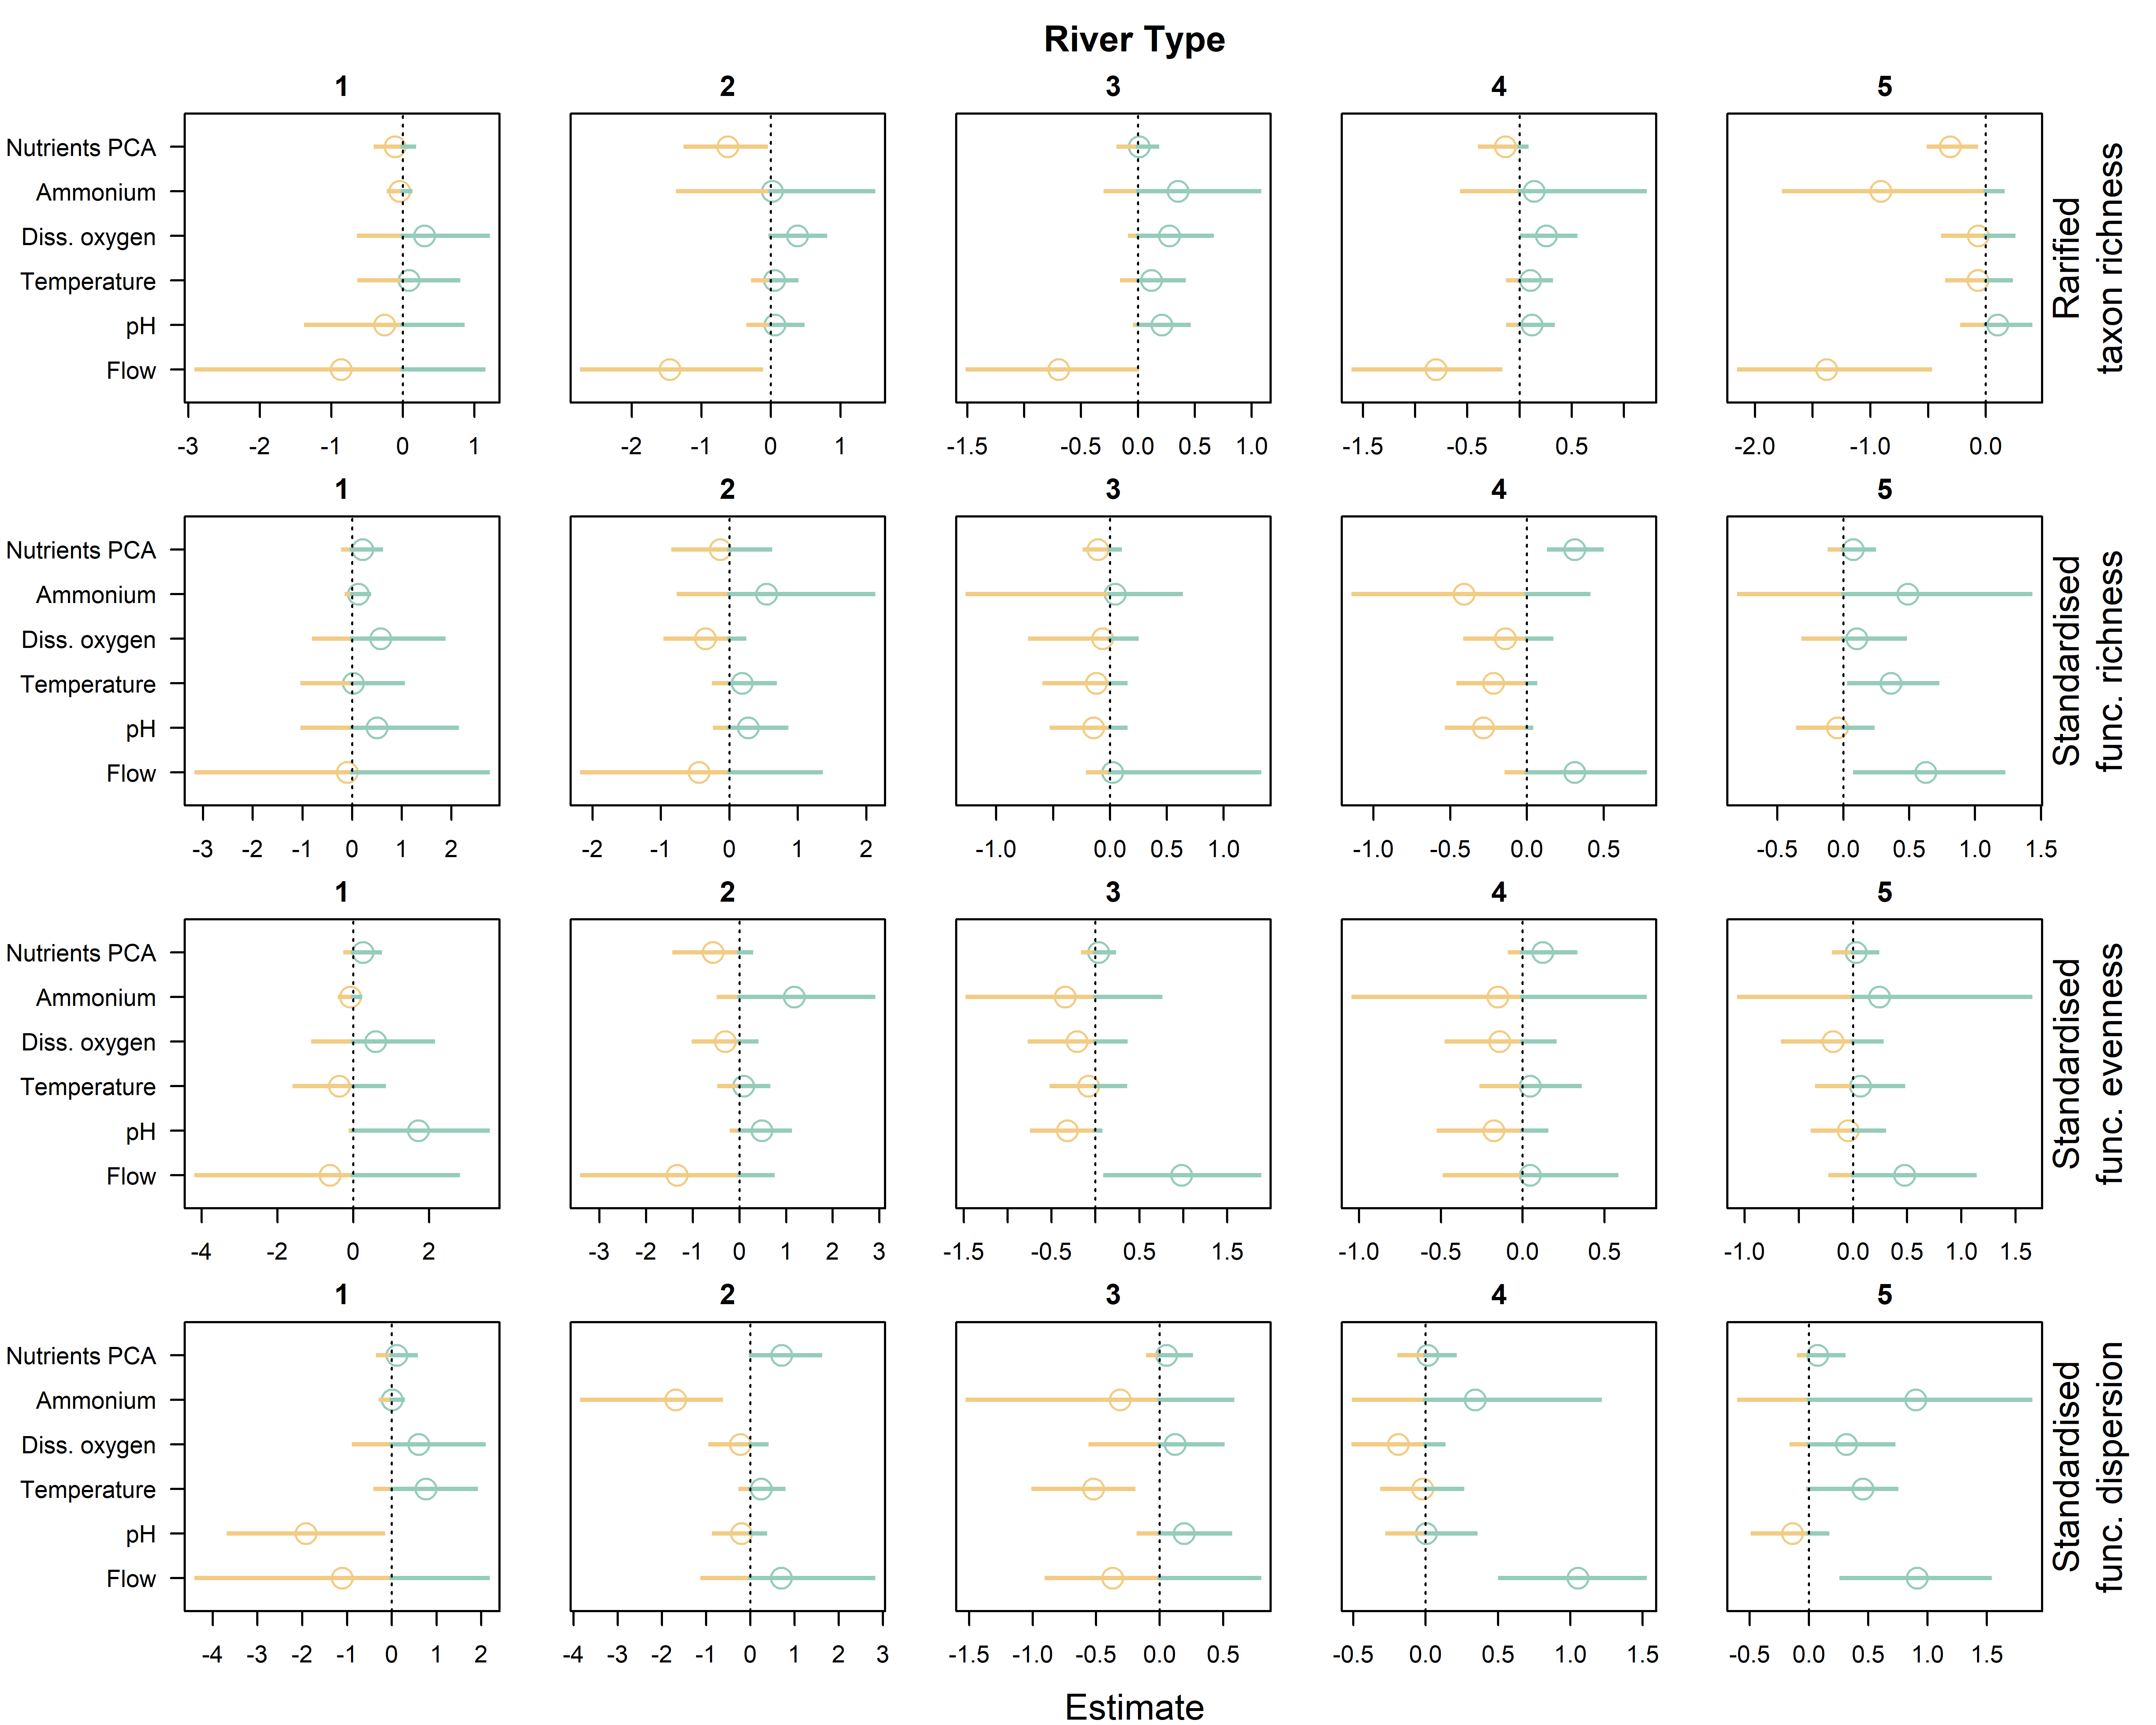 River Type
1 2 3 4 5
Nutrients PCA
Ammonium
Diss. oxygen
Temperature
pH
Flow
Rarified
taxon richness
-3 -2 -1 0 1 -2 -1 0 1 -1.5 -0.5 0.0 0.5 1.0 -1.5 -0.5 0.5 -2.0 -1.0 0.0
1 2 3 4 5
Nutrients PCA
Ammonium
Diss. oxygen
Temperature
pH
Flow
Standardised
func. richness
-3 -2 -1 0 1 2 -2 -1 0 1 2 -1.0 0.0 0.5 1.0 -1.0 -0.5 0.0 0.5 -0.5 0.0 0.5 1.0 1.5
1 2 3 4 5
Nutrients PCA
Ammonium
Diss. oxygen
Temperature
pH
Flow
Standardised
func. evenness
-4 -2 0 2 -3 -2 -1 0 1 2 3 -1.5 -0.5 0.5 1.5 -1.0 -0.5 0.0 0.5 -1.0 0.0 0.5 1.0 1.5
1 2 3 4 5
Nutrients PCA
Ammonium
Diss. oxygen
Temperature
pH
Flow
Standardised
func. dispersion
-4 -3 -2 -1 0 1 2 -4 -3 -2 -1 0 1 2 3 -1.5 -1.0 -0.5 0.0 0.5 -0.5 0.0 0.5 1.0 1.5 -0.5 0.0 0.5 1.0 1.5
Estimate